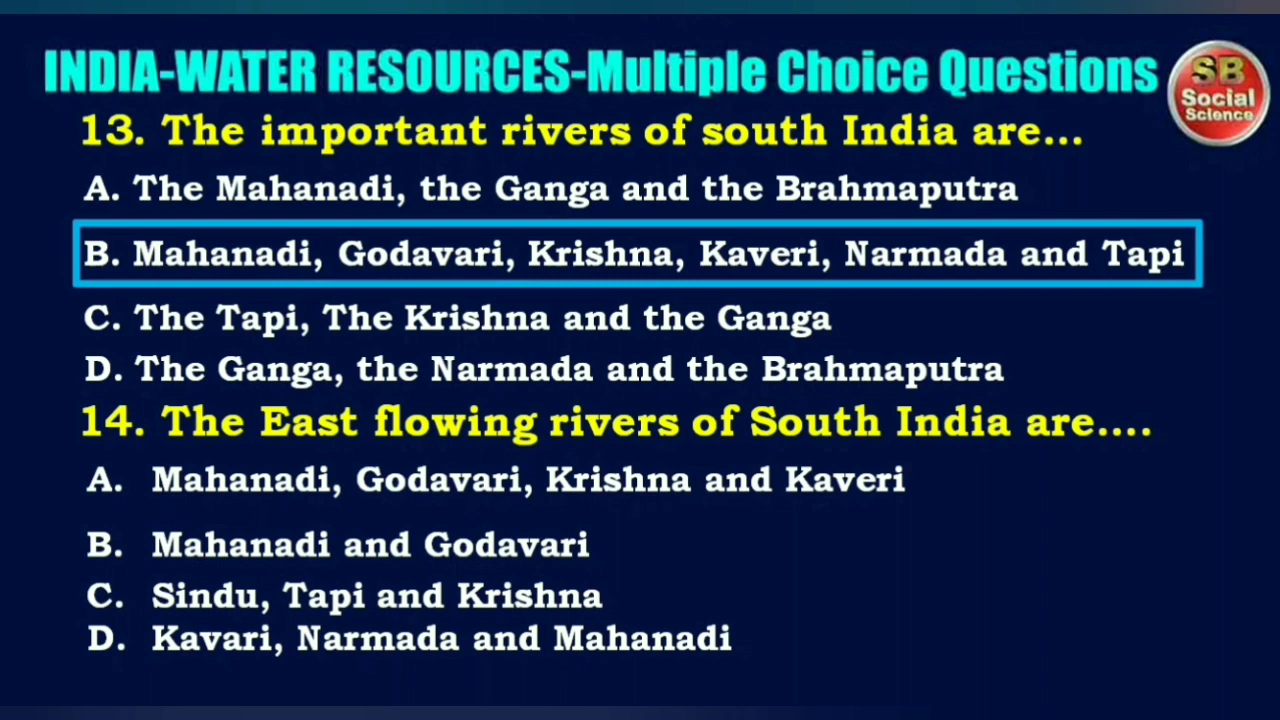 INDIA-WATER RESOURCES-Multiple Choice Questions
SB
Social
Science
13. The important rivers of south India are...
A. The Mahanadi, the Ganga and the Brahmaputra
B. Mahanadi, Godavari, Krishna, Kaveri, Narmada and Tapi
C. The Tapi, The Krishna and the Ganga
D. The Ganga, the Narmada and the Brahmaputra
14. The East flowing rivers of South India are....
A. Mahanadi, Godavari, Krishna and Kaveri
B. Mahanadi and Godavari
C. Sindu, Tapi and Krishna
D. Kavari, Narmada and Mahanadi